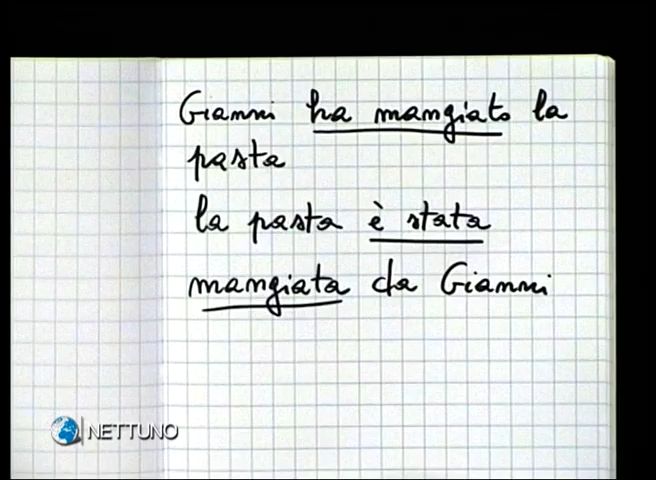 Gianni ha mangiato la
pasta
la pasta è stata
mangiata da Gianni
NETTUNO